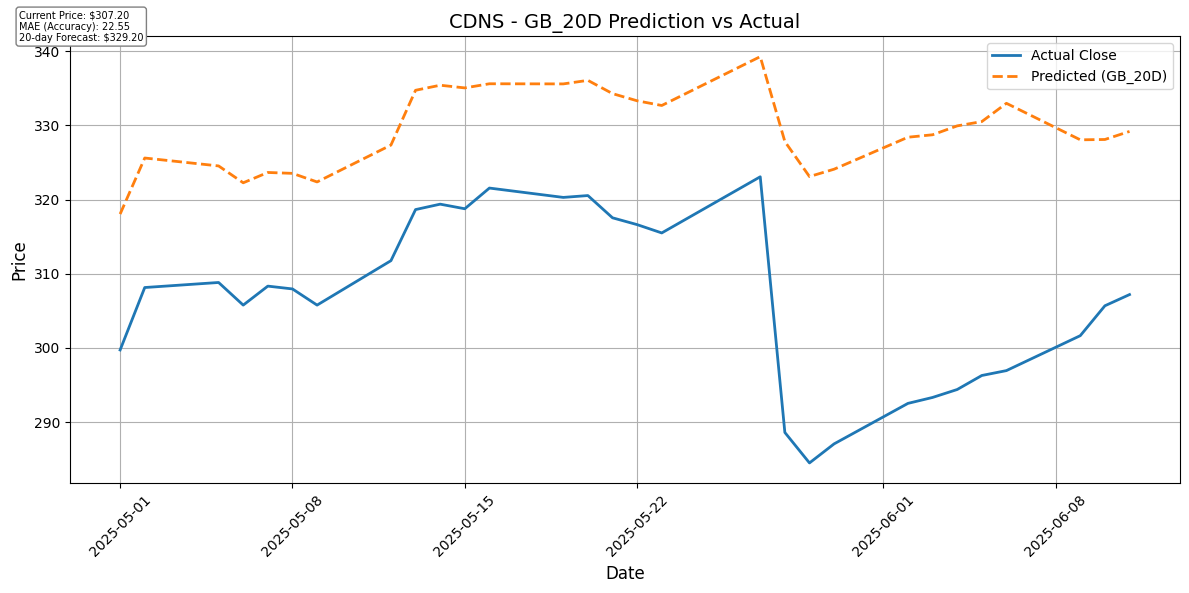 CDNS - GB_20D Prediction vs Actual
Current Price: $307.20
MAE (Accuracy): 22.55
20-day Forecast: $329.20
Actual Close
Predicted (GB_20D)
Price
340
330
320
310
300
290
2025-05-01
2025-05-08
2025-05-15
2025-05-22
2025-06-01
2025-06-08
Date